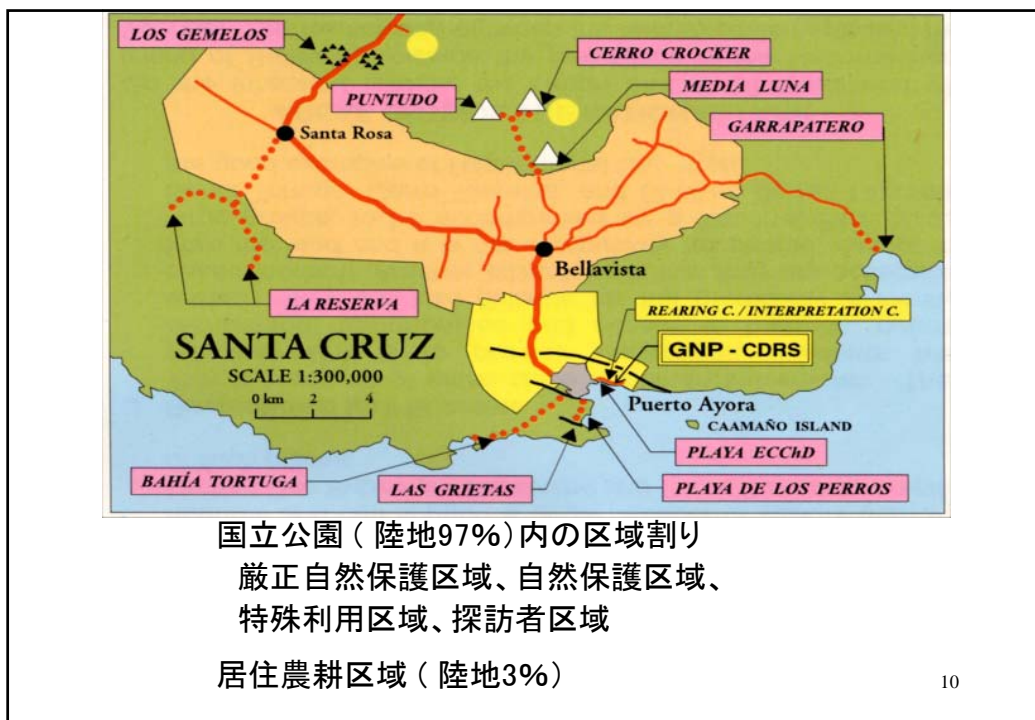 LOS GEMELOS
CERRO CROCKER
PUNTUDO
MEDIA LUNA
GARRAPATERO
Santa Rosa
Bellavista
LA RESERVA
REARING C. / INTERPRETATION C.
SANTA CRUZ
GNP - CDRS
SCALE 1:300,000
0 km 2 4
Puerto Ayora
CAAMAÑO ISLAND
PLAYA ECChD
BAHÍA TORTUGA
LAS GRIETAS
PLAYA DE LOS PERROS
国立公園(陸地97%)内の区域割り
厳正自然保護区域、自然保護区域、
特殊利用区域、探訪者区域
居住農耕区域(陸地3%)
10